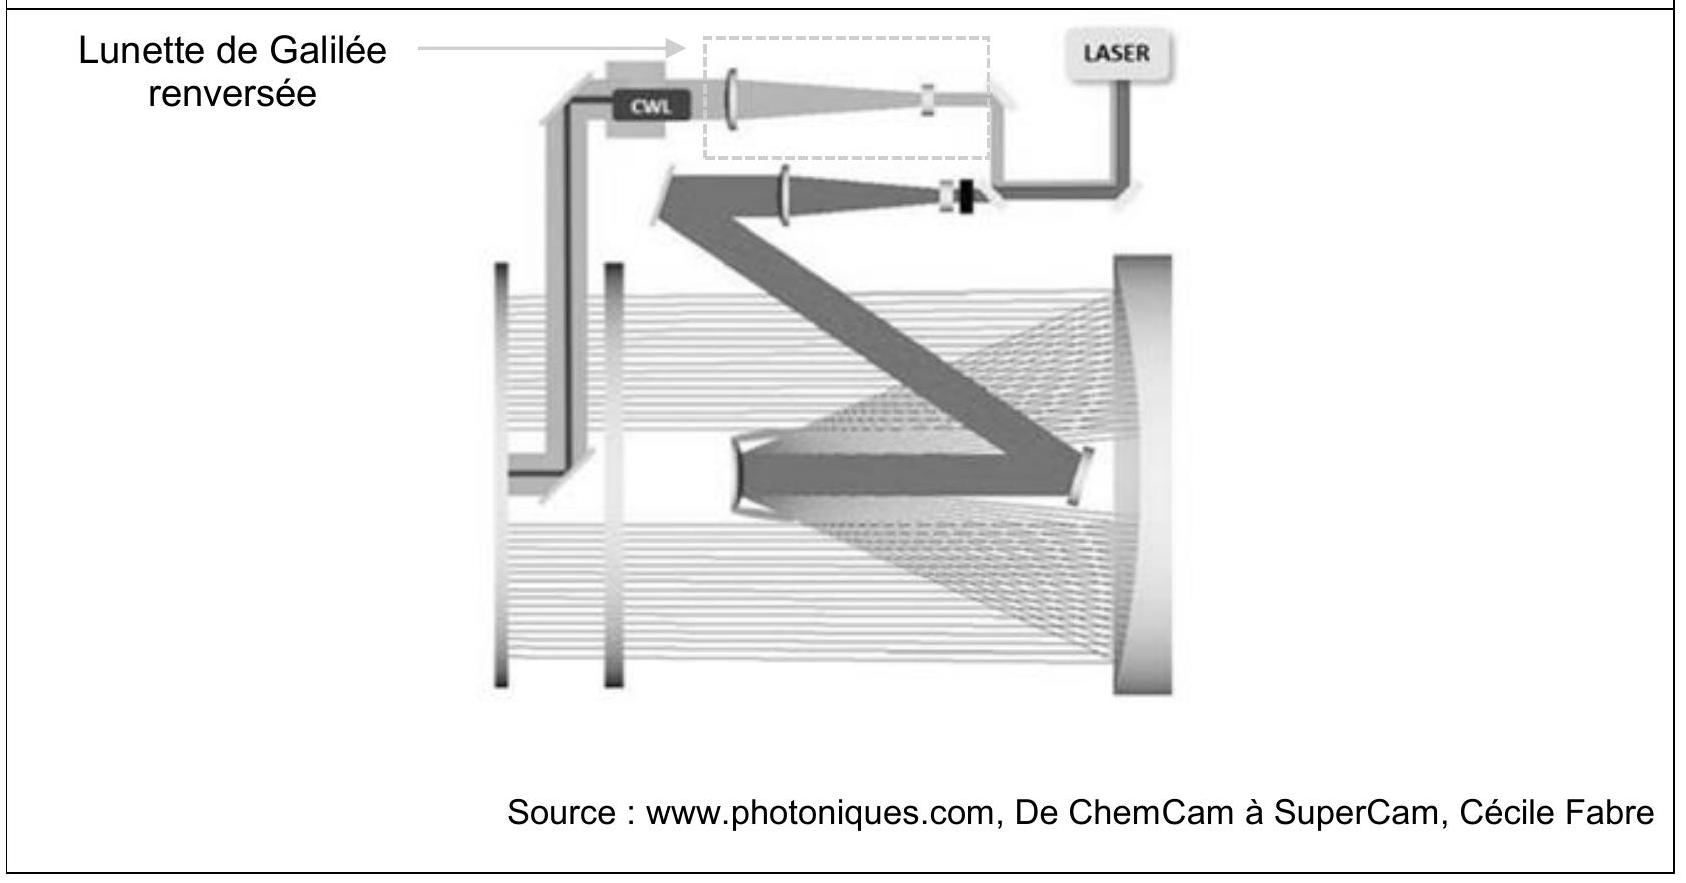 Lunette de Galilée
renversée
LASER
CWL
Source : www.photoniques.com, De ChemCam à SuperCam, Cécile Fabre